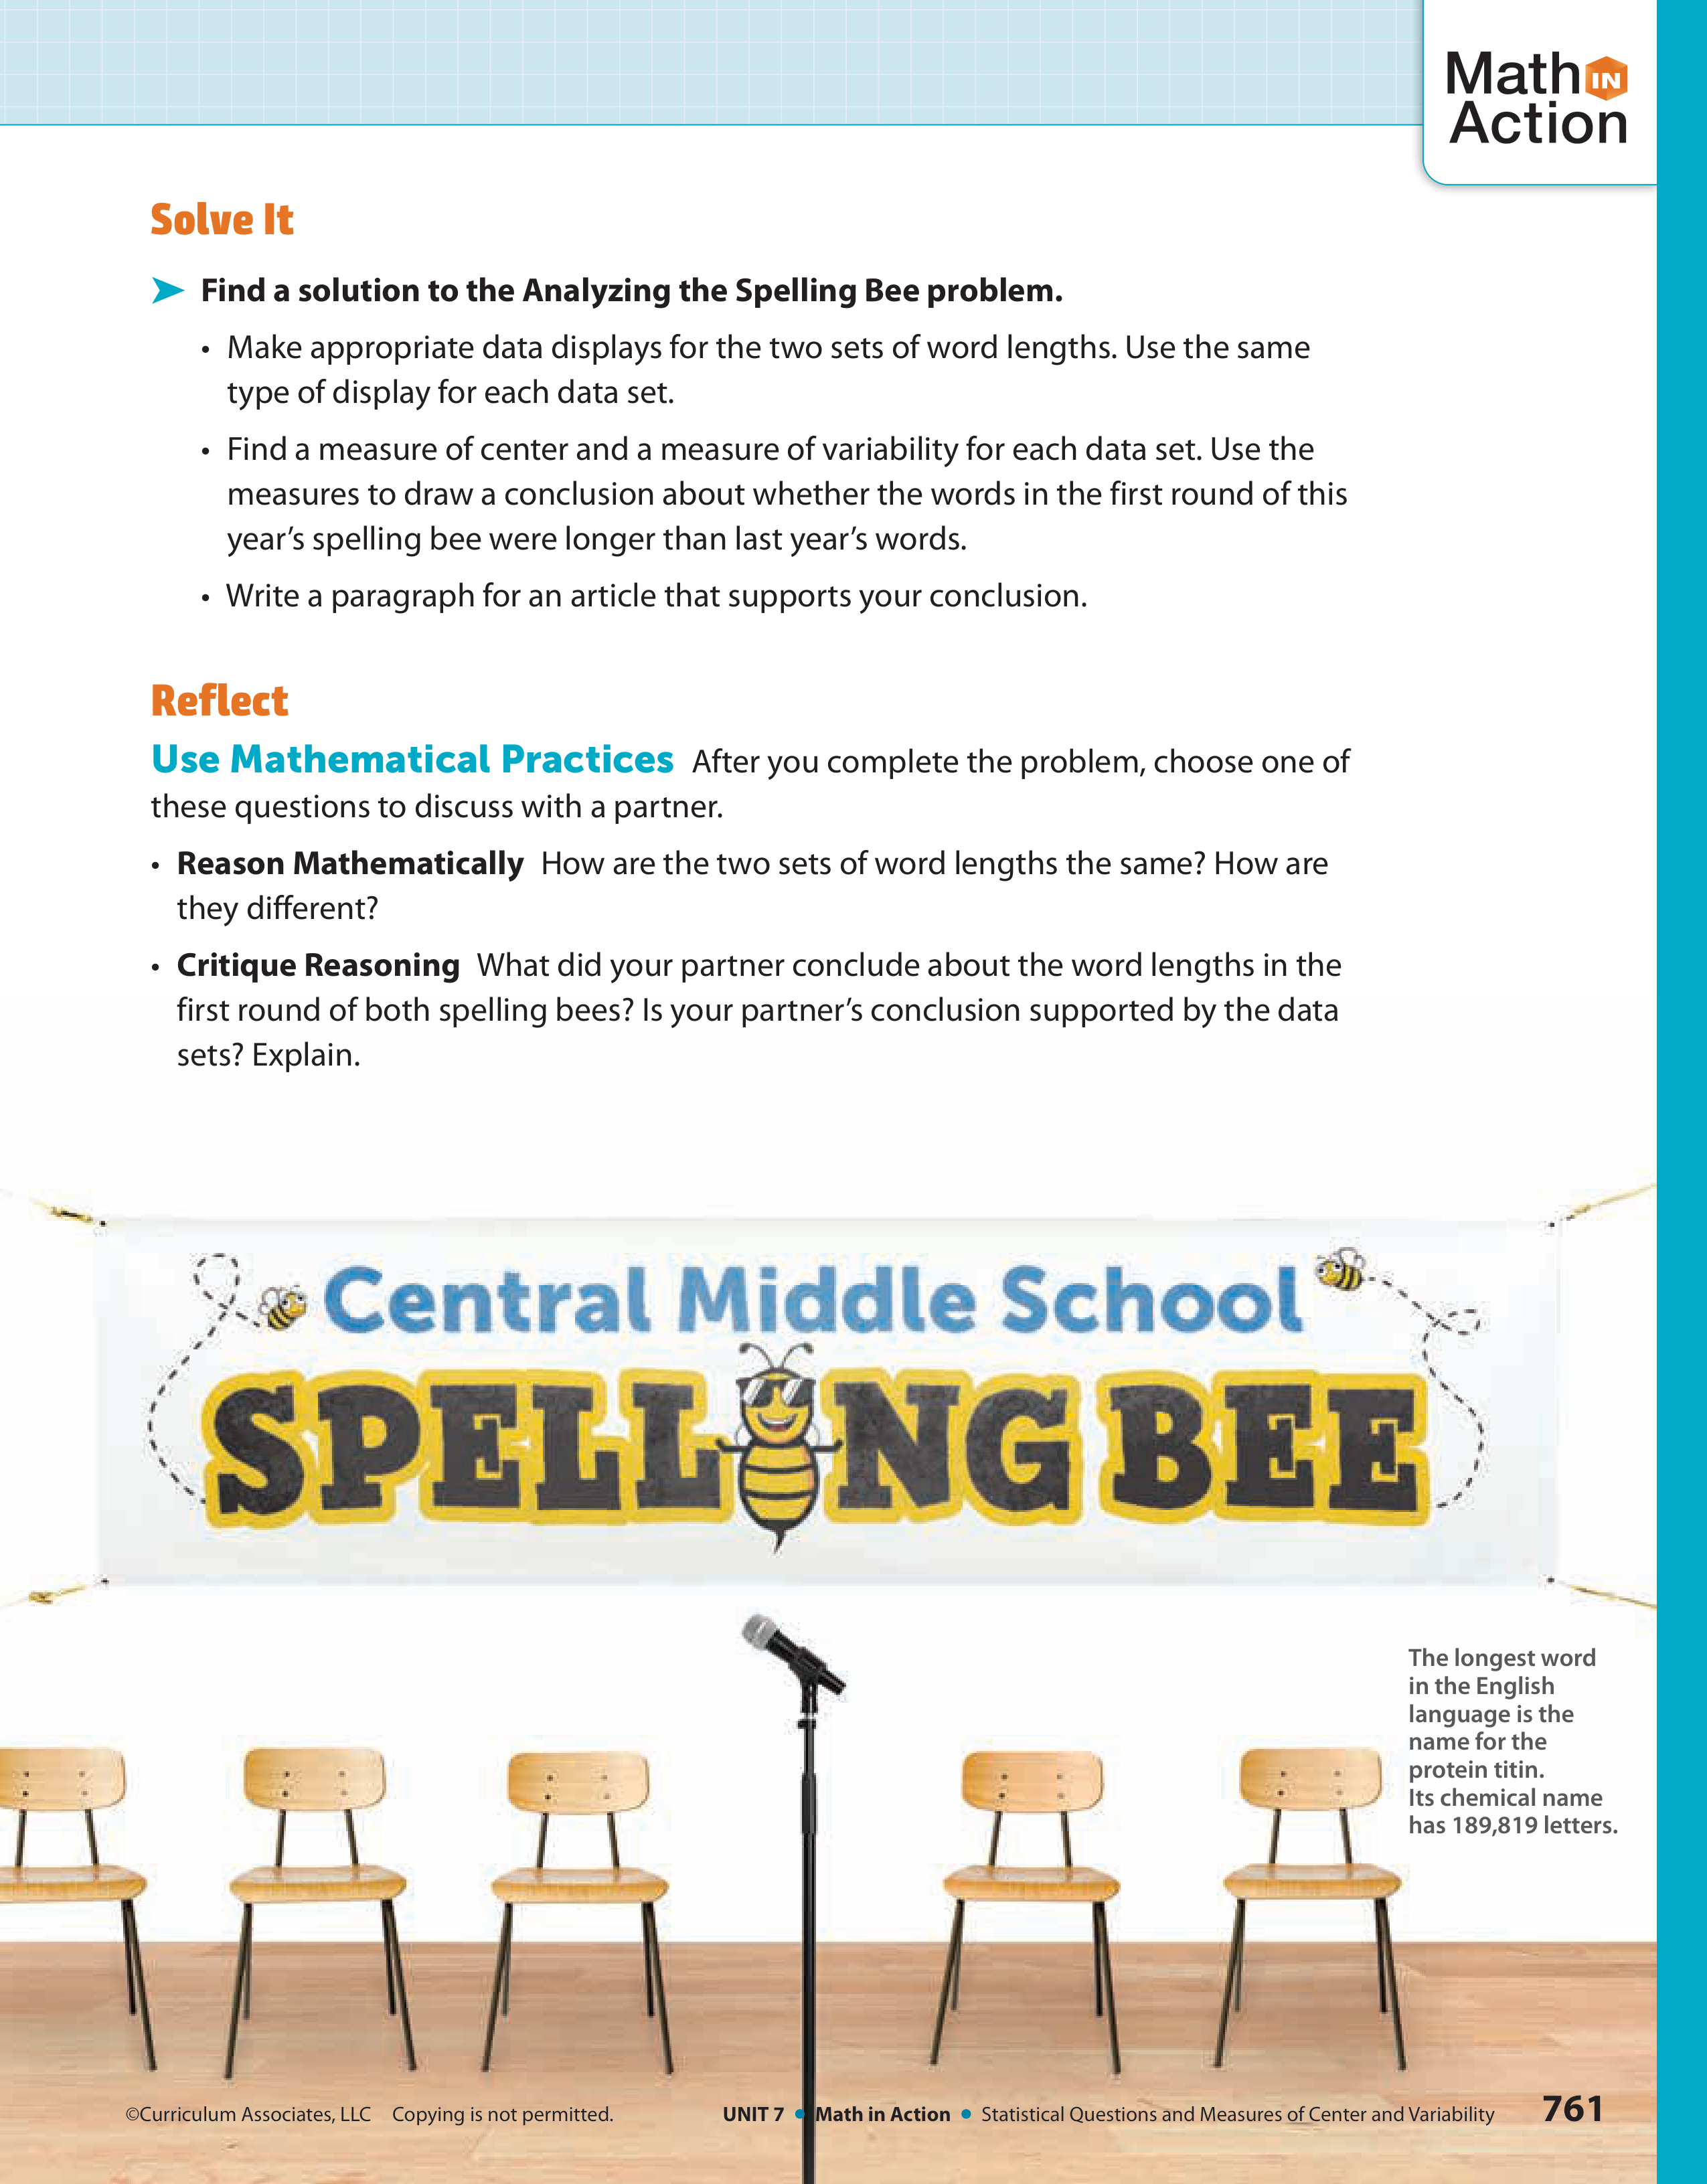 Math IN
Action
Solve It
➤ Find a solution to the Analyzing the Spelling Bee problem.
• Make appropriate data displays for the two sets of word lengths. Use the same
type of display for each data set.
• Find a measure of center and a measure of variability for each data set. Use the
measures to draw a conclusion about whether the words in the first round of this
year’s spelling bee were longer than last year’s words.
• Write a paragraph for an article that supports your conclusion.
Reflect
Use Mathematical Practices After you complete the problem, choose one of
these questions to discuss with a partner.
• Reason Mathematically How are the two sets of word lengths the same? How are
they different?
• Critique Reasoning What did your partner conclude about the word lengths in the
first round of both spelling bees? Is your partner’s conclusion supported by the data
sets? Explain.
Central Middle School
SPELLING BEE
The longest word
in the English
language is the
name for the
protein titin.
Its chemical name
has 189,819 letters.
©Curriculum Associates, LLC Copying is not permitted.
UNIT 7 • Math in Action • Statistical Questions and Measures of Center and Variability 761